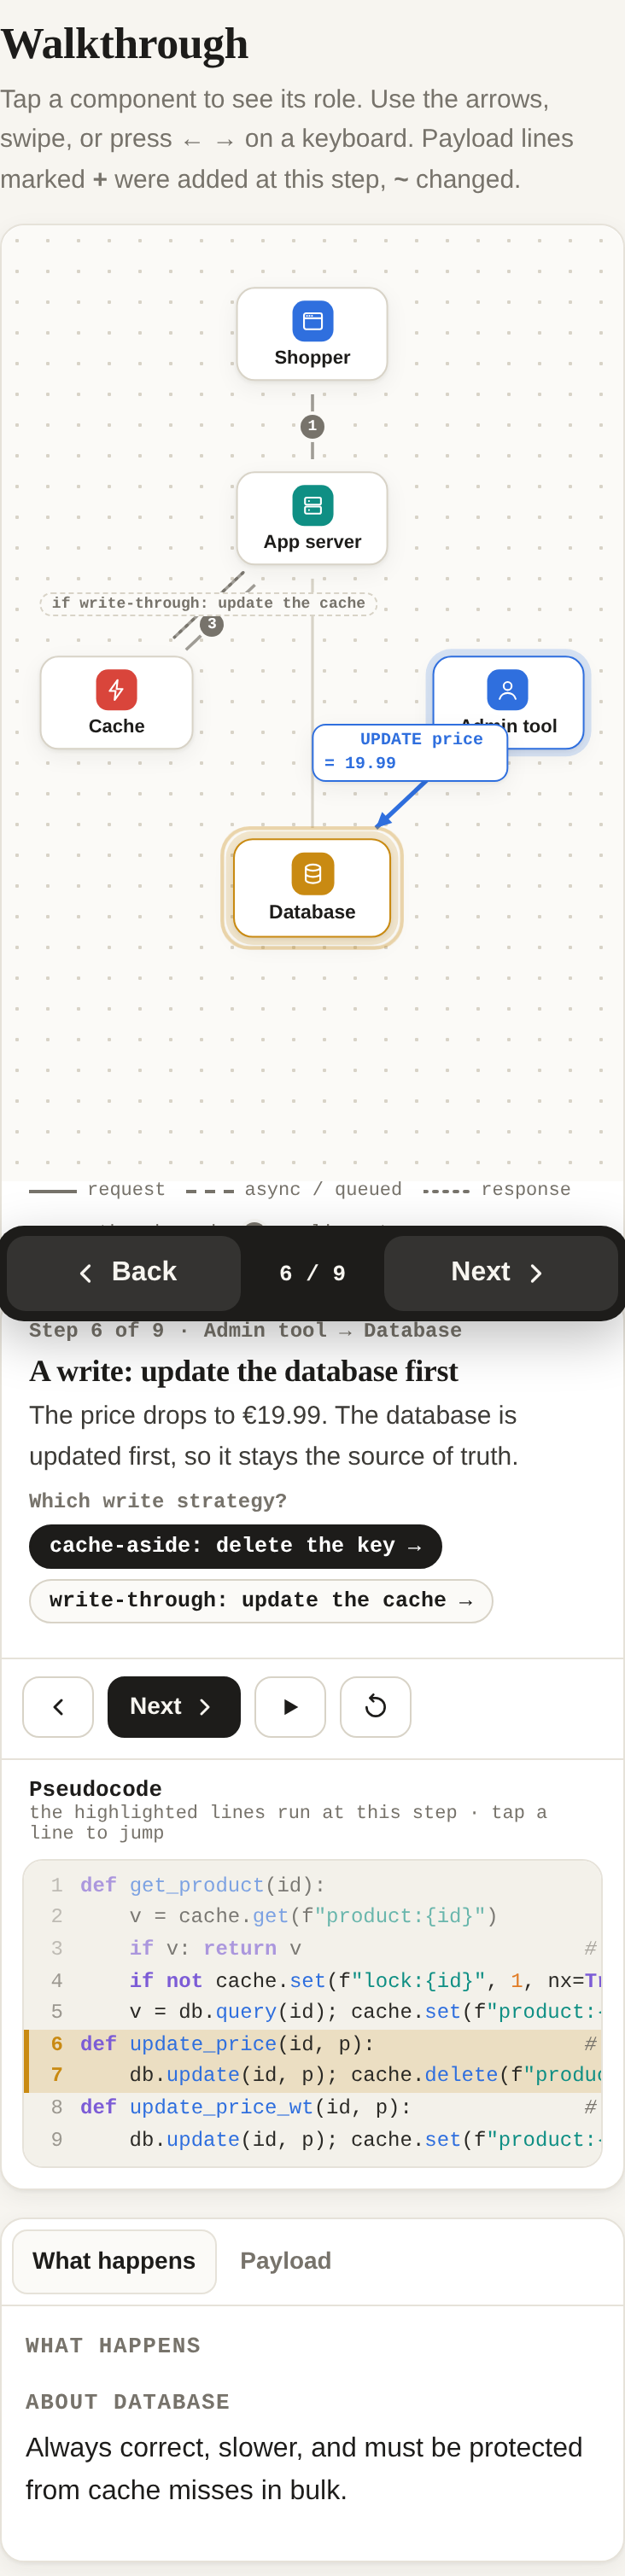 Walkthrough
Tap a component to see its role. Use the arrows,
swipe, or press ← → on a keyboard. Payload lines
marked + were added at this step, ~ changed.
Shopper
1
App server
if write-through: update the cache
3
Cache
Admin tool
UPDATE price
= 19.99
Database
request async / queued response
Back 6 / 9 Next
Step 6 of 9 · Admin tool → Database
A write: update the database first
The price drops to €19.99. The database is
updated first, so it stays the source of truth.
Which write strategy?
cache-aside: delete the key →
write-through: update the cache →
Next
Pseudocode
the highlighted lines run at this step · tap a
line to jump
1 def get_product(id):
2 v = cache.get(f"product:{id}")
3 if v: return v #
4 if not cache.set(f"lock:{id}", 1, nx=Tr
5 v = db.query(id); cache.set(f"product:
6 def update_price(id, p): #
7 db.update(id, p); cache.delete(f"produc
8 def update_price_wt(id, p): #
9 db.update(id, p); cache.set(f"product:
What happens Payload
WHAT HAPPENS
ABOUT DATABASE
Always correct, slower, and must be protected
from cache misses in bulk.